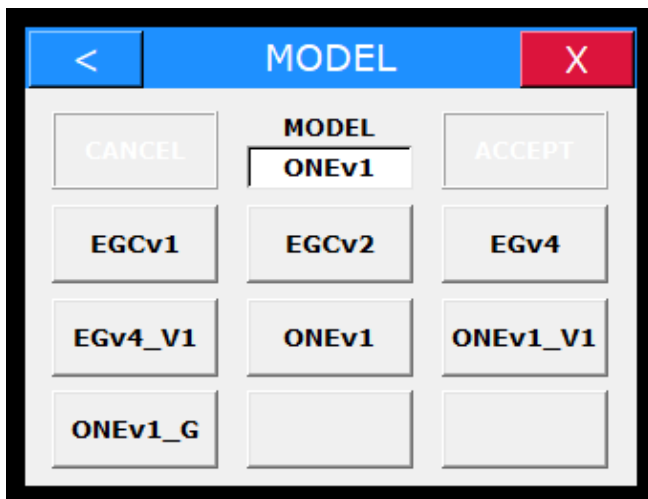 < MODEL X
CANCEL MODEL ACCEPT
ONEv1
EGCv1 EGCv2 EGv4
EGv4_V1 ONEv1 ONEv1_V1
ONEv1_G